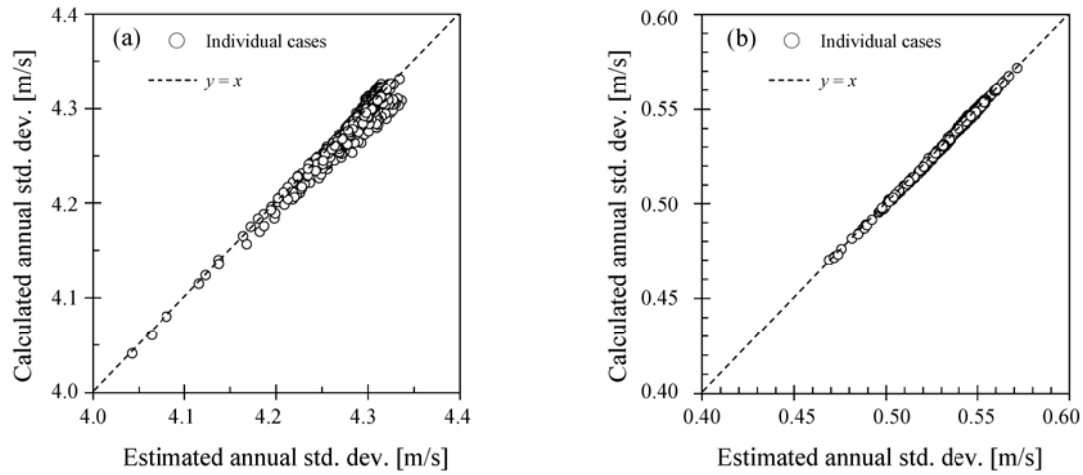 (a)
Individual cases
y = x
Calculated annual std. dev. [m/s]
4.4
4.3
4.2
4.1
4.0
4.0 4.1 4.2 4.3 4.4
Estimated annual std. dev. [m/s]
(b)
Individual cases
y = x
Calculated annual std. dev. [m/s]
0.60
0.55
0.50
0.45
0.40
0.40 0.45 0.50 0.55 0.60
Estimated annual std. dev. [m/s]